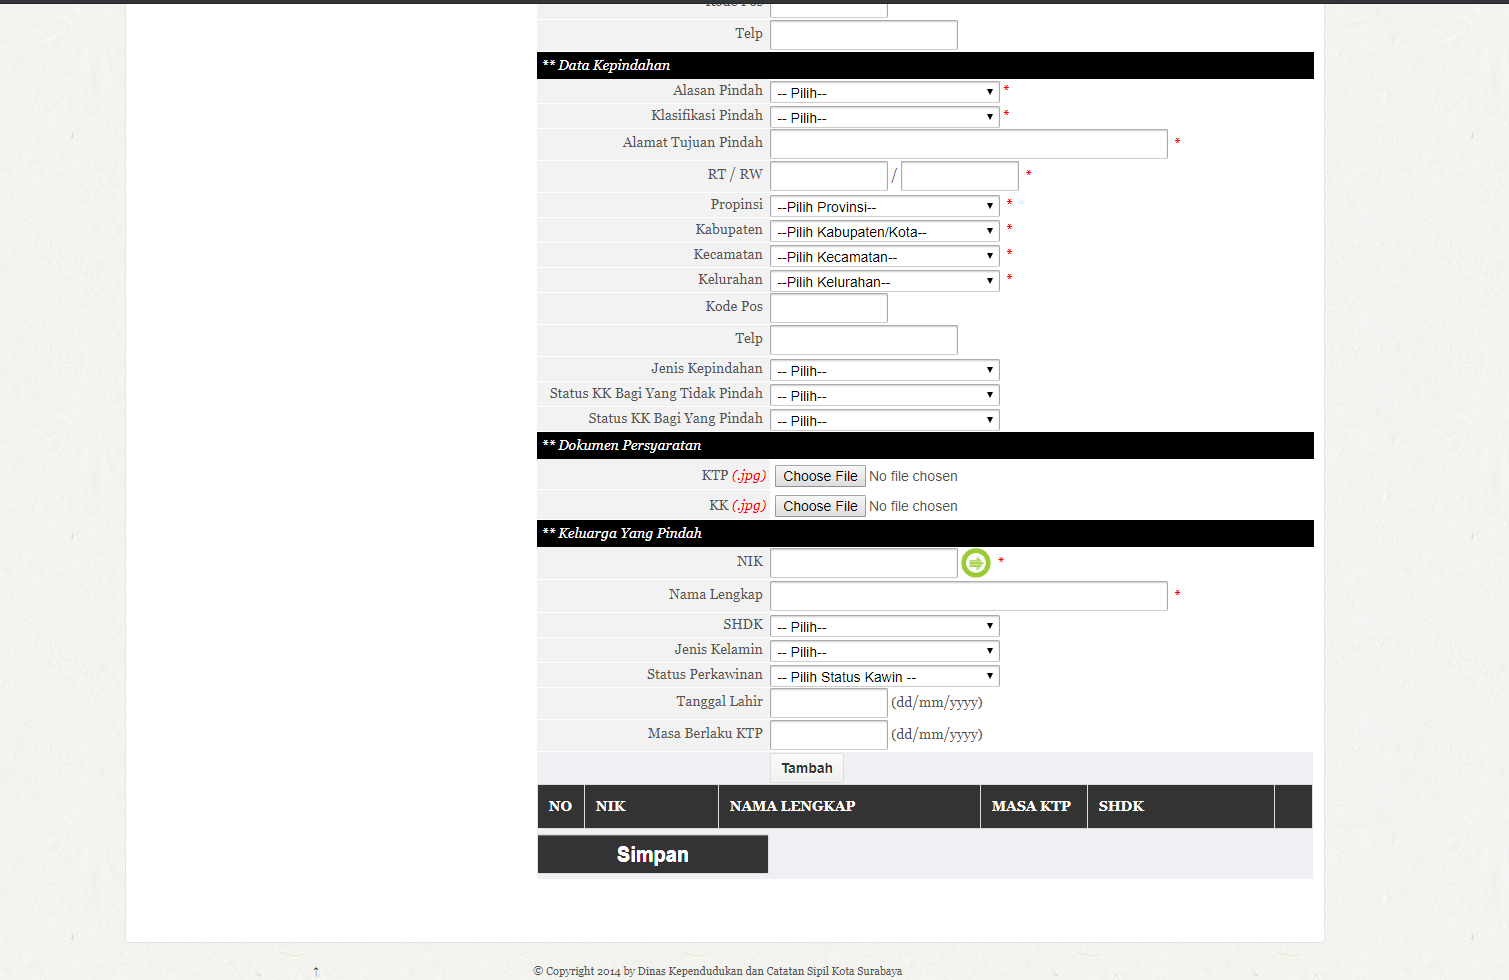 Kode Pos
Telp
** Data Kepindahan
Alasan Pindah -- Pilih-- *
Klasifikasi Pindah -- Pilih-- *
Alamat Tujuan Pindah *
RT / RW / *
Propinsi --Pilih Provinsi-- *
Kabupaten --Pilih Kabupaten/Kota-- *
Kecamatan --Pilih Kecamatan-- *
Kelurahan --Pilih Kelurahan-- *
Kode Pos
Telp
Jenis Kepindahan -- Pilih--
Status KK Bagi Yang Tidak Pindah -- Pilih--
Status KK Bagi Yang Pindah -- Pilih--
** Dokumen Persyaratan
KTP (.jpg) Choose File No file chosen
KK (.jpg) Choose File No file chosen
** Keluarga Yang Pindah
NIK *
Nama Lengkap *
SHDK -- Pilih--
Jenis Kelamin -- Pilih--
Status Perkawinan -- Pilih Status Kawin --
Tanggal Lahir (dd/mm/yyyy)
Masa Berlaku KTP (dd/mm/yyyy)
Tambah
NO NIK NAMA LENGKAP MASA KTP SHDK
Simpan
↑ © Copyright 2014 by Dinas Kependudukan dan Catatan Sipil Kota Surabaya